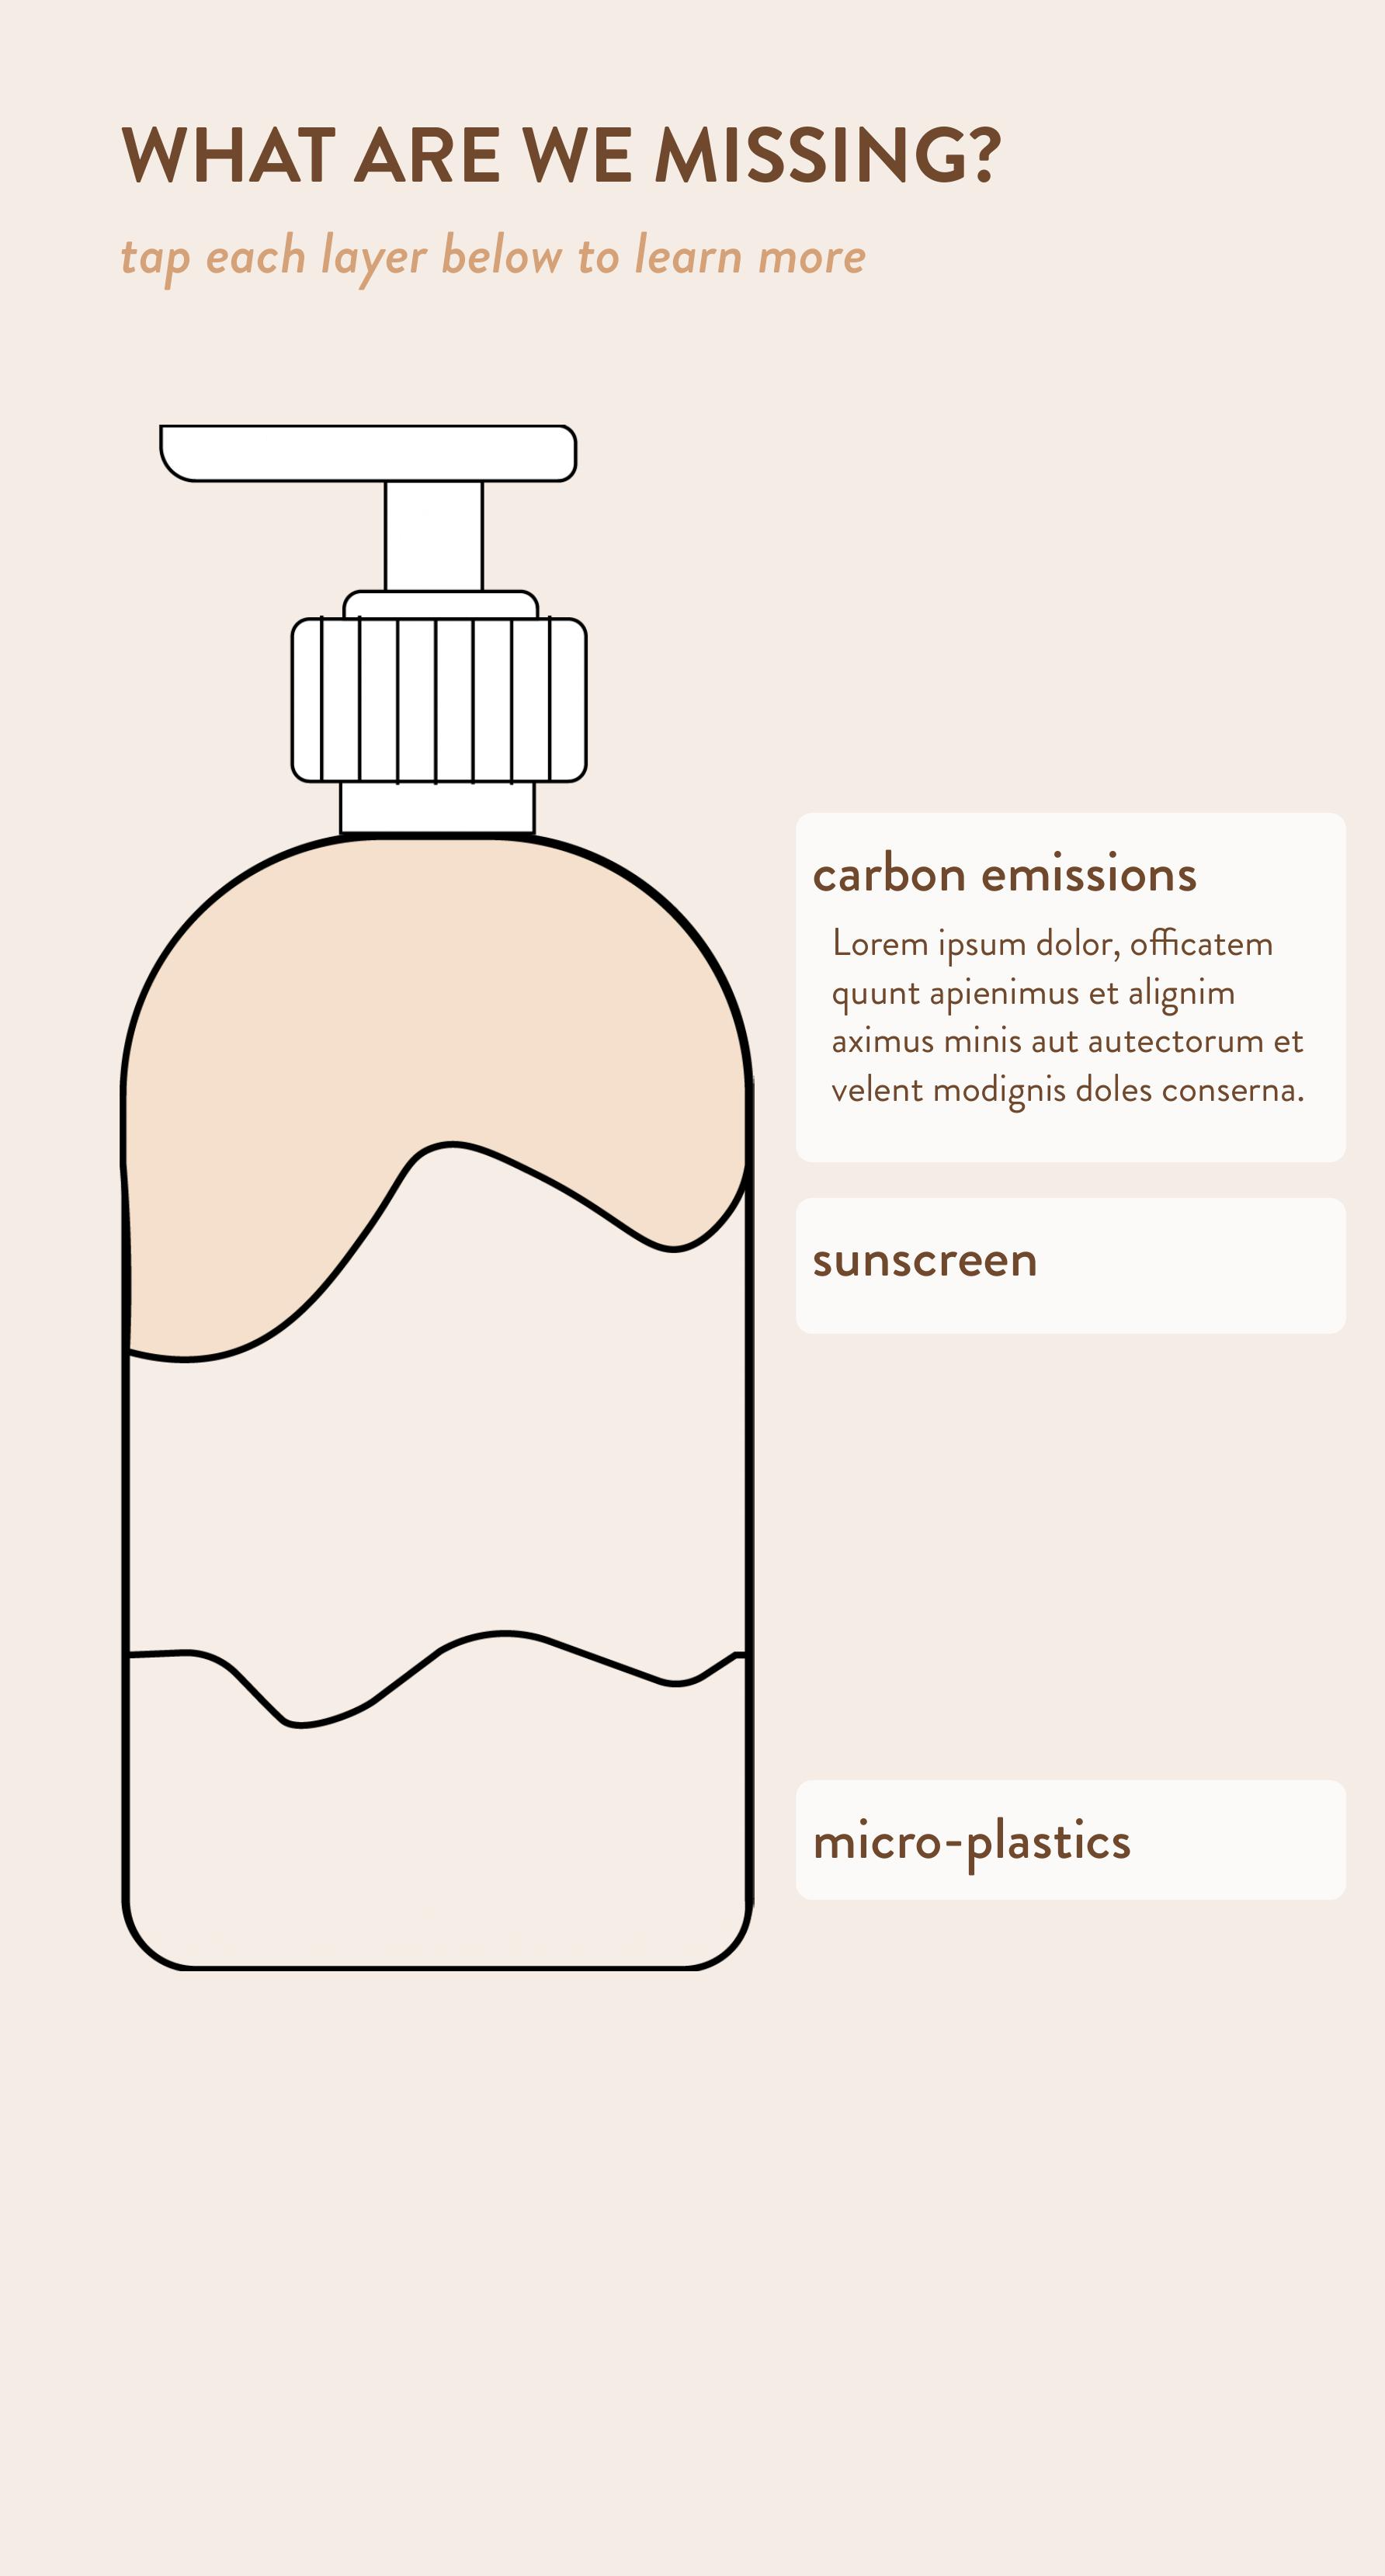 WHAT ARE WE MISSING?
tap each layer below to learn more
carbon emissions
Lorem ipsum dolor, officatem
quunt apienimus et alignim
aximus minis aut autectorum et
velent modignis doles conserna.
sunscreen
micro-plastics